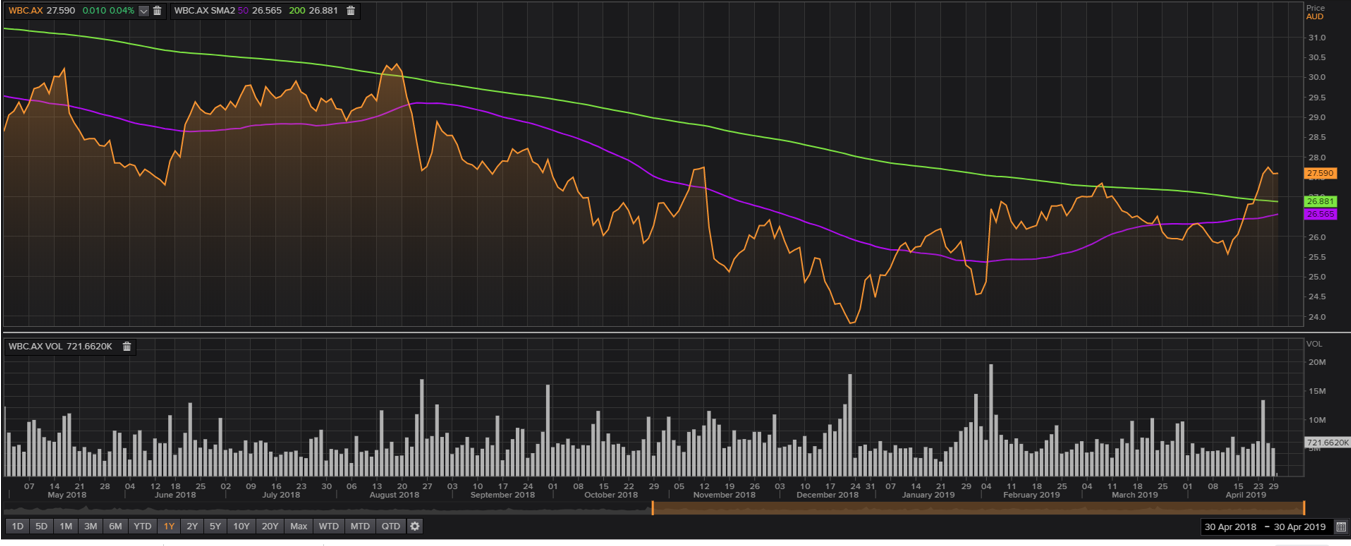 WBC.AX 27.590 0.010 0.04% WBC.AX SMA2 50 26.565 200 26.881
Price
AUD
31.0
30.5
30.0
29.5
29.0
28.5
28.0
27.590
26.881
26.565
26.0
25.5
25.0
24.5
24.0
WBC.AX VOL 721.6620K
VOL
20M
15M
10M
721.6620K
07 14 21 28 04 12 18 25 02 09 16 23 30 06 13 20 27 03 10 17 24 01 08 15 22 29 05 12 19 26 03 10 17 24 31 07 14 21 29 04 11 18 25 04 11 18 25 01 08 15 23 29
May 2018 June 2018 July 2018 August 2018 September 2018 October 2018 November 2018 December 2018 January 2019 February 2019 March 2019 April 2019
1D 5D 1M 3M 6M YTD 1Y 2Y 5Y 10Y 20Y Max WTD MTD QTD 30 Apr 2018 – 30 Apr 2019